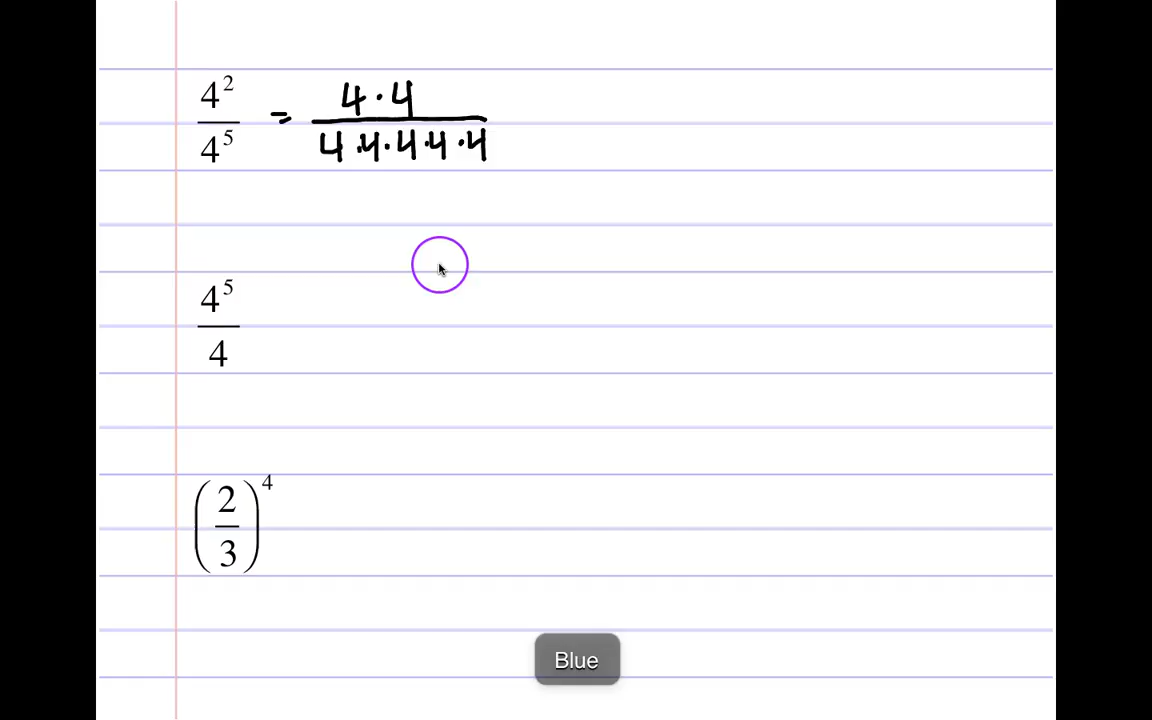 4² / 4⁵ = 4 · 4 / 4 · 4 · 4 · 4 · 4
4⁵ / 4
(2 / 3)⁴
Blue